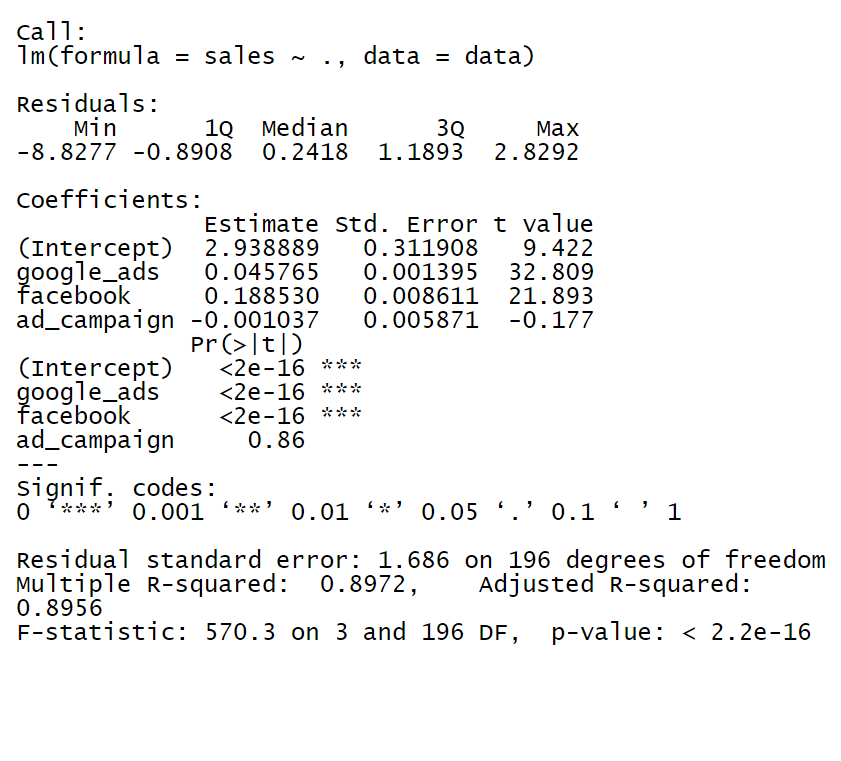 Call:
lm(formula = sales ~ ., data = data)
Residuals:
    Min      1Q  Median      3Q     Max
-8.8277 -0.8908  0.2418  1.1893  2.8292
Coefficients:
             Estimate Std. Error t value
(Intercept)  2.938889   0.311908   9.422
google_ads   0.045765   0.001395  32.809
facebook     0.188530   0.008611  21.893
ad_campaign -0.001037   0.005871  -0.177
            Pr(>|t|)
(Intercept)   <2e-16 ***
google_ads    <2e-16 ***
facebook      <2e-16 ***
ad_campaign     0.86
---
Signif. codes:
0 ‘***’ 0.001 ‘**’ 0.01 ‘*’ 0.05 ‘.’ 0.1 ‘ ’ 1
Residual standard error: 1.686 on 196 degrees of freedom
Multiple R-squared:  0.8972,    Adjusted R-squared:
0.8956
F-statistic: 570.3 on 3 and 196 DF,  p-value: < 2.2e-16